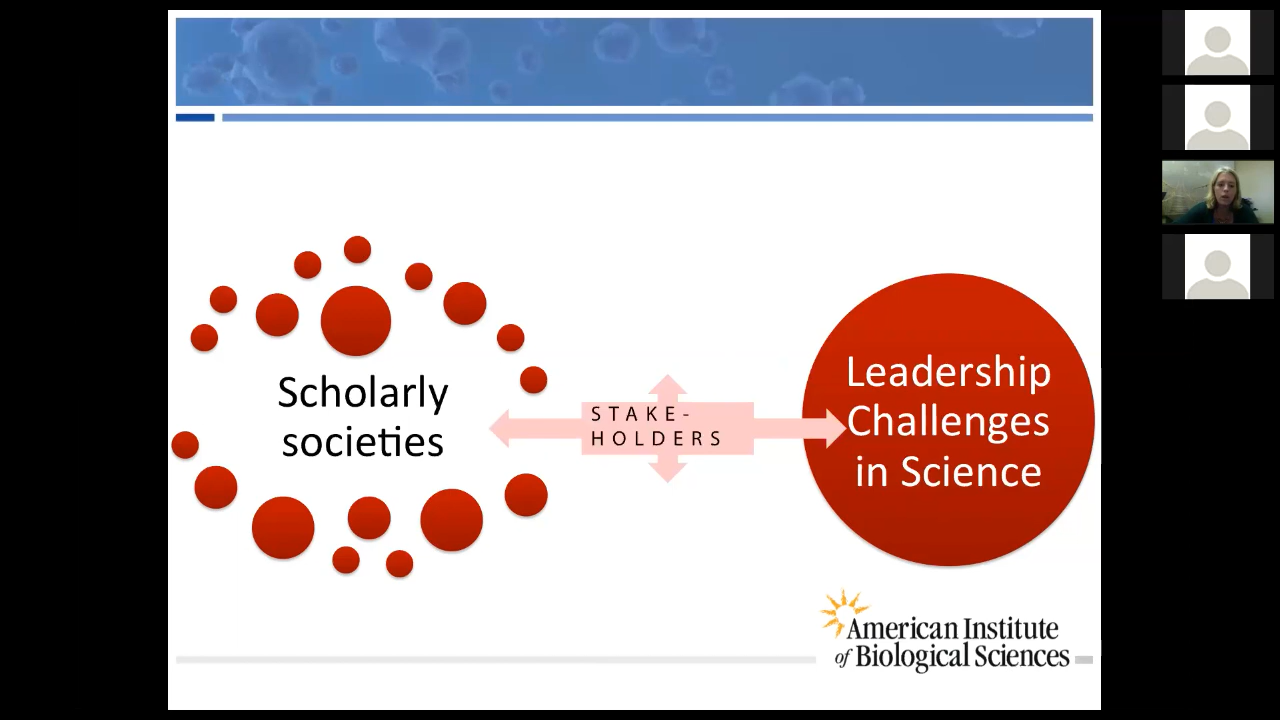 Scholarly
societies
STAKE-
HOLDERS
Leadership
Challenges
in Science
American Institute
of Biological Sciences